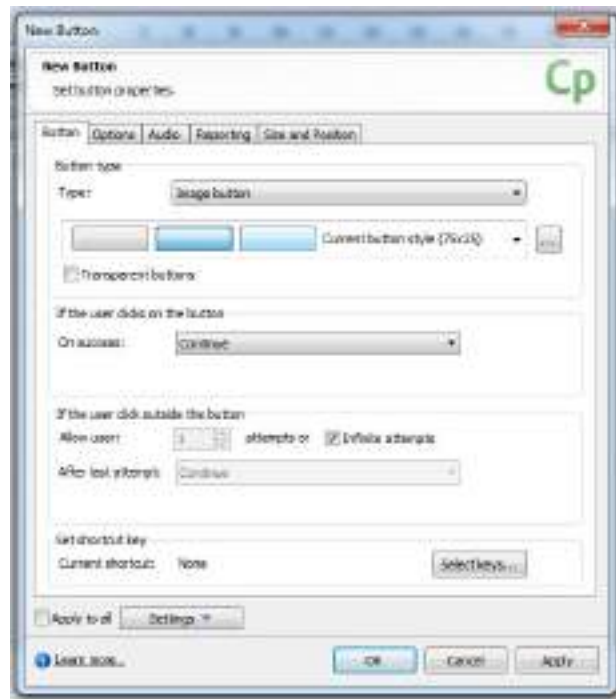 New Button
New Button
Set button properties.
Cp
Button Options Audio Reporting Size and Position
Button type
Type: Image button
Current button style (75x25)
...
Transparent buttons
If the user clicks on the button
On success: Continue
If the user click outside the button
Allow user: 1 attempts or Infinite attempts
After last attempt: Continue
Set shortcut key
Current shortcut: None Select keys...
Apply to all Settings
Learn more... OK Cancel Apply